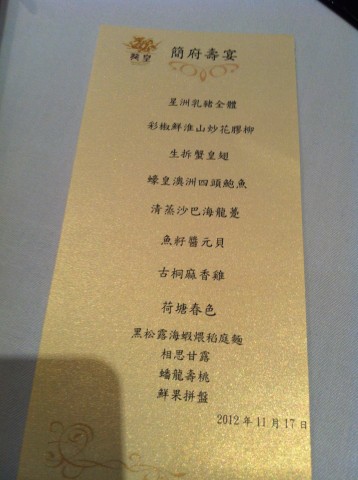 簡府壽宴
星洲乳豬全體
彩椒鮮淮山炒花膠柳
生拆蟹皇翅
蠔皇澳洲四頭鮑魚
清蒸沙巴海龍躉
魚籽醬元貝
古桐麻香雞
荷塘春色
黑松露海蝦煨稻庭麵
相思甘露
蟠龍壽桃
鮮果拼盤
2012年11月17日